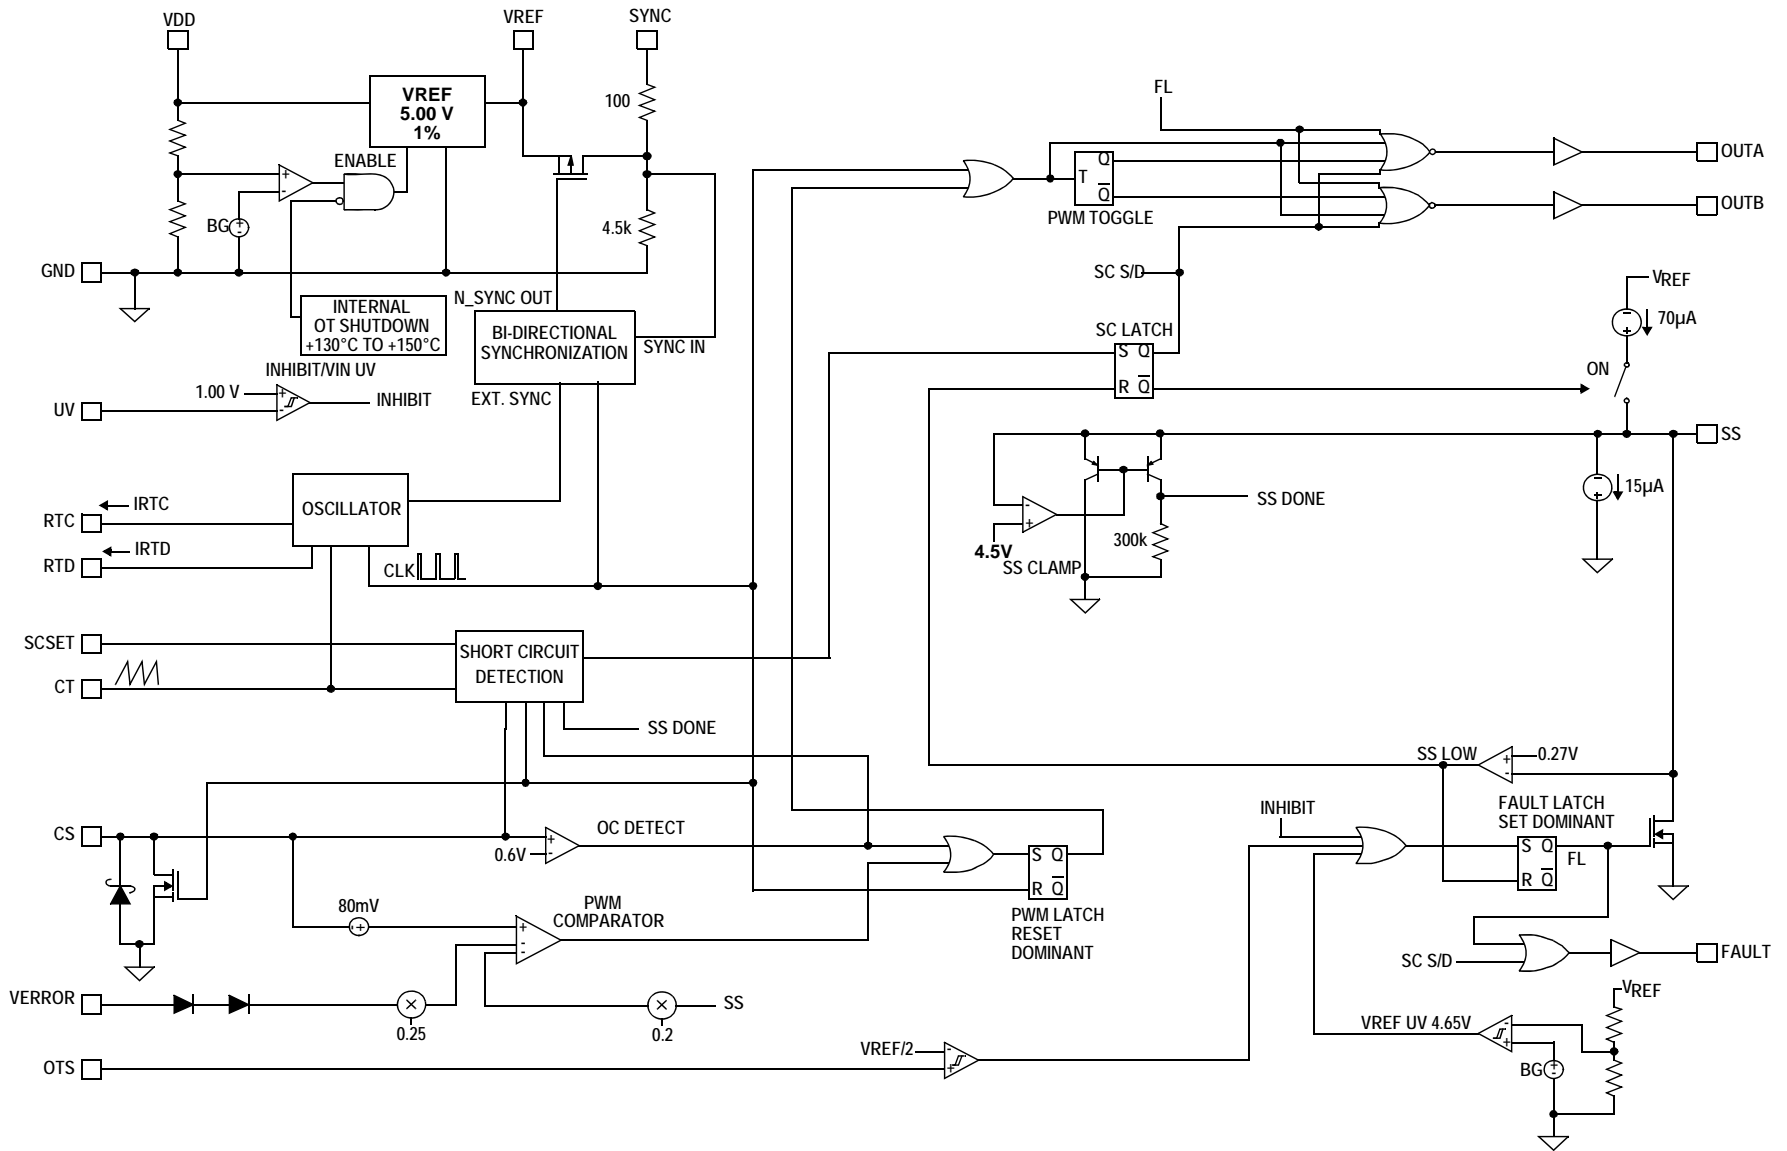 VDD
VREF
SYNC
VREF
5.00 V
1%
100
FL
ENABLE
+
-
BG
+
-
4.5k
Q
T
Q
PWM TOGGLE
OUTA
OUTB
GND
N_SYNC OUT
INTERNAL
OT SHUTDOWN
+130°C TO +150°C
BI-DIRECTIONAL
SYNCHRONIZATION
SYNC IN
EXT. SYNC
SC S/D
SC LATCH
S Q
R Q
VREF
70µA
ON
INHIBIT/VIN UV
1.00 V
+
-
INHIBIT
UV
SS
15µA
SS DONE
-
+
4.5V
SS CLAMP
300k
IRTC
RTC
OSCILLATOR
IRTD
RTD
CLK
SCSET
CT
SHORT CIRCUIT
DETECTION
SS DONE
SS LOW
+
-
0.27V
CS
+
-
0.6V
OC DETECT
S Q
R Q
PWM LATCH
RESET
DOMINANT
INHIBIT
FAULT LATCH
SET DOMINANT
S Q
R Q
FL
80mV
+
-
-
PWM
COMPARATOR
SC S/D
FAULT
VERROR
0.25
0.2
SS
VREF
VREF UV 4.65V
-
+
BG
VREF/2
-
+
OTS